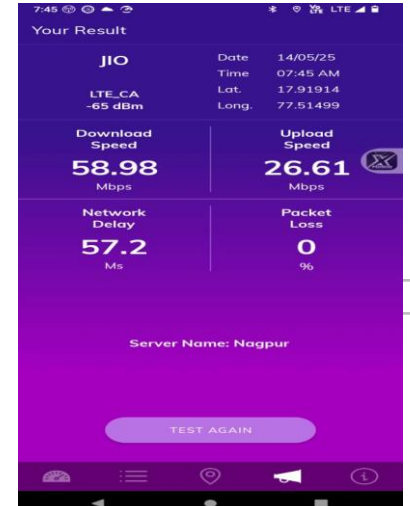 7:45 LTE
Your Result
JIO
LTE_CA
-65 dBm
Date 14/05/25
Time 07:45 AM
Lat. 17.91914
Long. 77.51499
Download
Speed
58.98
Mbps
Upload
Speed
26.61
Mbps
Network
Delay
57.2
Ms
Packet
Loss
0
%
Server Name: Nagpur
TEST AGAIN